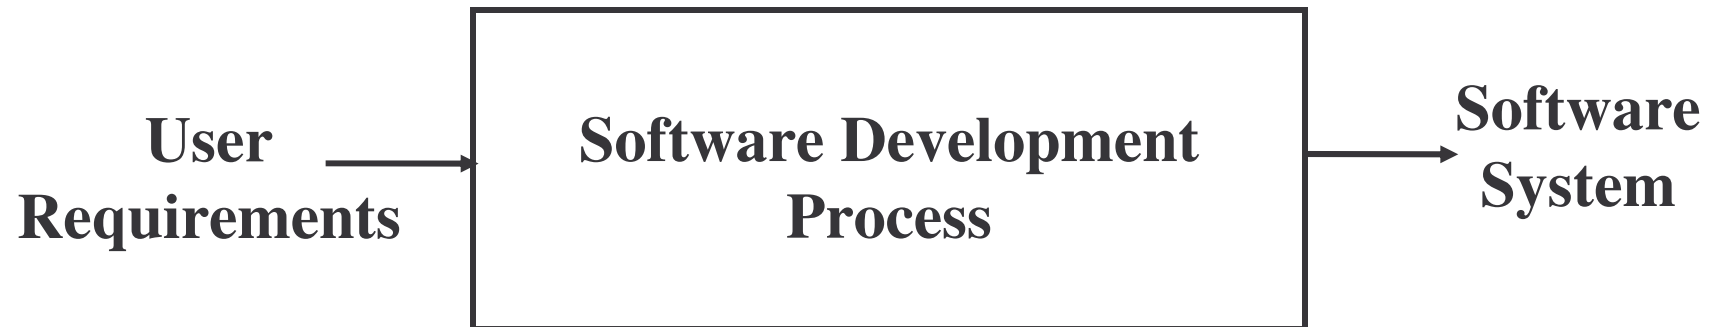 User
Requirements
Software Development
Process
Software
System